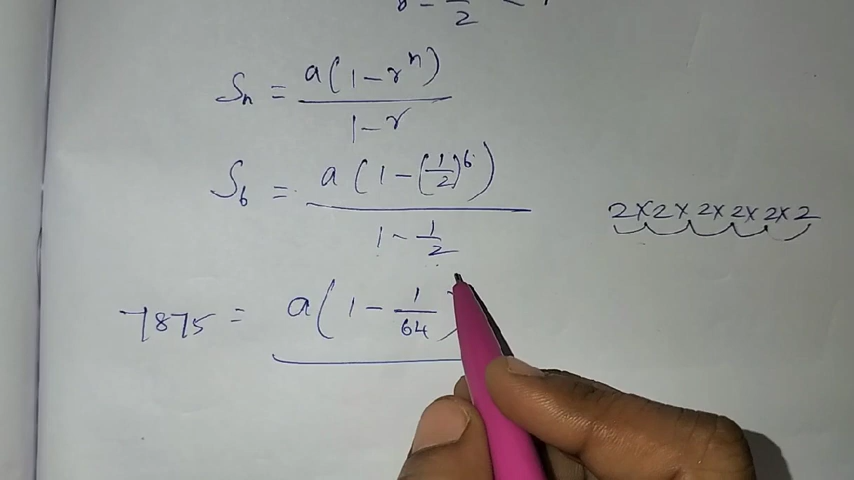 Sₙ = a(1-rⁿ) / 1-r
S₆ = a(1-(1/2)⁶) / 1-1/2
2×2×2×2×2×2
7875 = a(1-1/64)